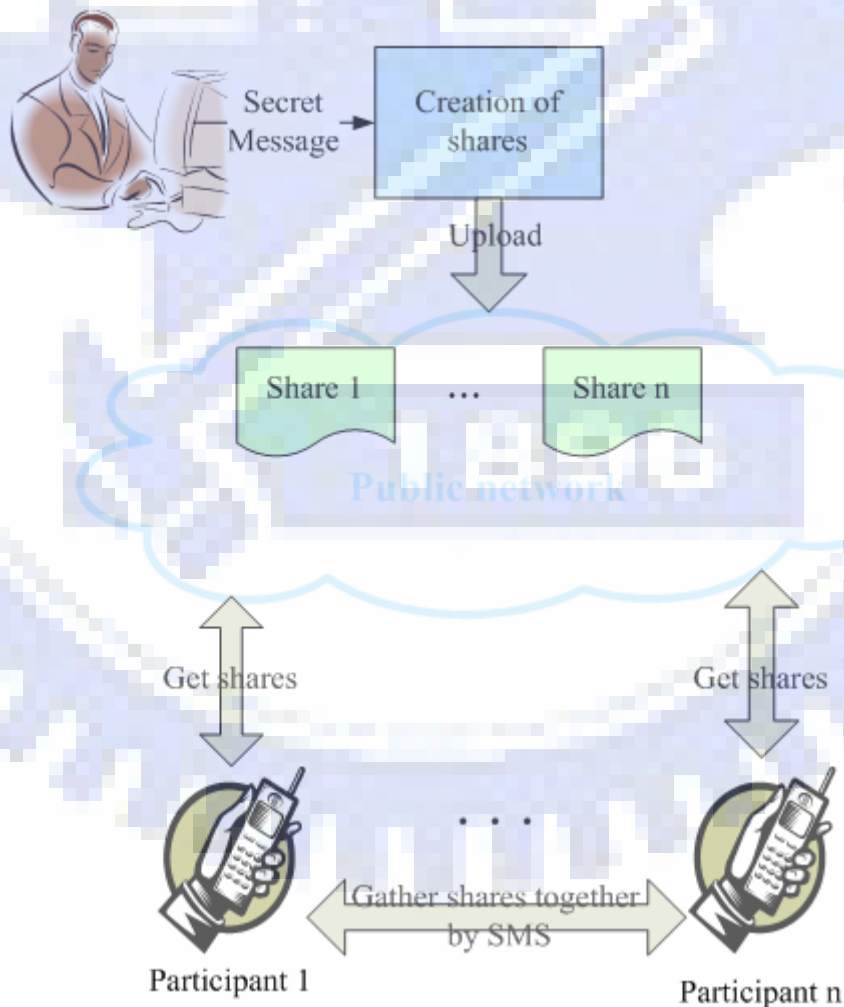 Secret
Message
Creation of
shares
Upload
Share 1
...
Share n
Public network
Get shares
Get shares
. . .
Gather shares together
by SMS
Participant 1
Participant n